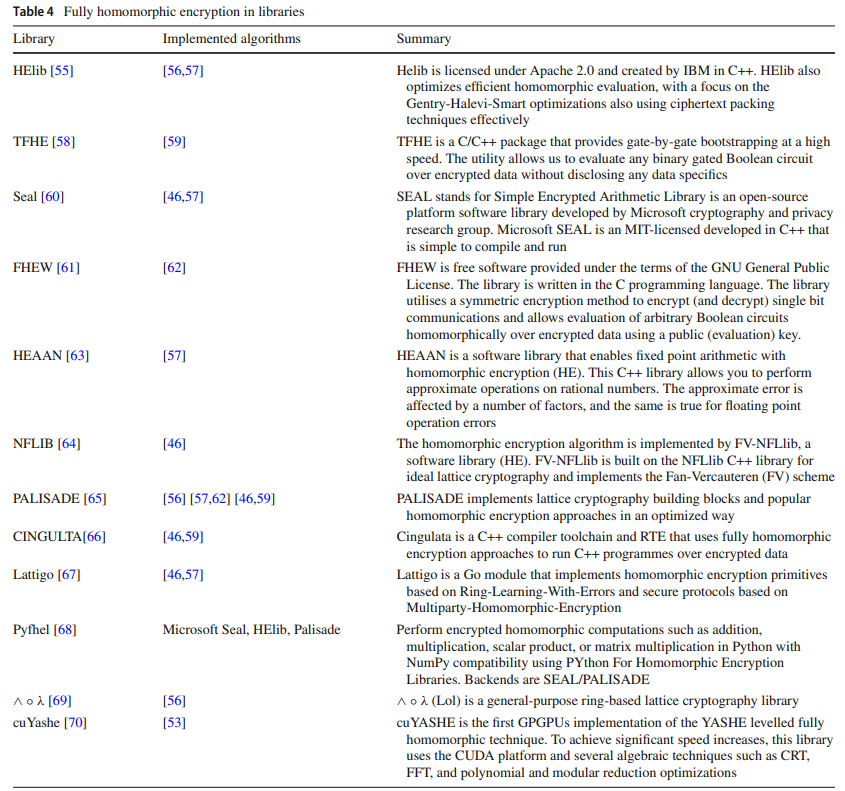 Table 4 Fully homomorphic encryption in libraries
Library Implemented algorithms Summary
HElib [55] [56,57] Helib is licensed under Apache 2.0 and created by IBM in C++. HElib also
optimizes efficient homomorphic evaluation, with a focus on the
Gentry-Halevi-Smart optimizations also using ciphertext packing
techniques effectively
TFHE [58] [59] TFHE is a C/C++ package that provides gate-by-gate bootstrapping at a high
speed. The utility allows us to evaluate any binary gated Boolean circuit
over encrypted data without disclosing any data specifics
Seal [60] [46,57] SEAL stands for Simple Encrypted Arithmetic Library is an open-source
platform software library developed by Microsoft cryptography and privacy
research group. Microsoft SEAL is an MIT-licensed developed in C++ that
is simple to compile and run
FHEW [61] [62] FHEW is free software provided under the terms of the GNU General Public
License. The library is written in the C programming language. The library
utilises a symmetric encryption method to encrypt (and decrypt) single bit
communications and allows evaluation of arbitrary Boolean circuits
homomorphically over encrypted data using a public (evaluation) key.
HEAAN [63] [57] HEAAN is a software library that enables fixed point arithmetic with
homomorphic encryption (HE). This C++ library allows you to perform
approximate operations on rational numbers. The approximate error is
affected by a number of factors, and the same is true for floating point
operation errors
NFLIB [64] [46] The homomorphic encryption algorithm is implemented by FV-NFLlib, a
software library (HE). FV-NFLlib is built on the NFLlib C++ library for
ideal lattice cryptography and implements the Fan-Vercauteren (FV) scheme
PALISADE [65] [56] [57,62] [46,59] PALISADE implements lattice cryptography building blocks and popular
homomorphic encryption approaches in an optimized way
CINGULTA[66] [46,59] Cingulata is a C++ compiler toolchain and RTE that uses fully homomorphic
encryption approaches to run C++ programmes over encrypted data
Lattigo [67] [46,57] Lattigo is a Go module that implements homomorphic encryption primitives
based on Ring-Learning-With-Errors and secure protocols based on
Multiparty-Homomorphic-Encryption
Pyfhel [68] Microsoft Seal, HElib, Palisade Perform encrypted homomorphic computations such as addition,
multiplication, scalar product, or matrix multiplication in Python with
NumPy compatibility using PYthon For Homomorphic Encryption
Libraries. Backends are SEAL/PALISADE
∧ ∘ λ [69] [56] ∧ ∘ λ (Lol) is a general-purpose ring-based lattice cryptography library
cuYashe [70] [53] cuYASHE is the first GPGPUs implementation of the YASHE levelled fully
homomorphic technique. To achieve significant speed increases, this library
uses the CUDA platform and several algebraic techniques such as CRT,
FFT, and polynomial and modular reduction optimizations